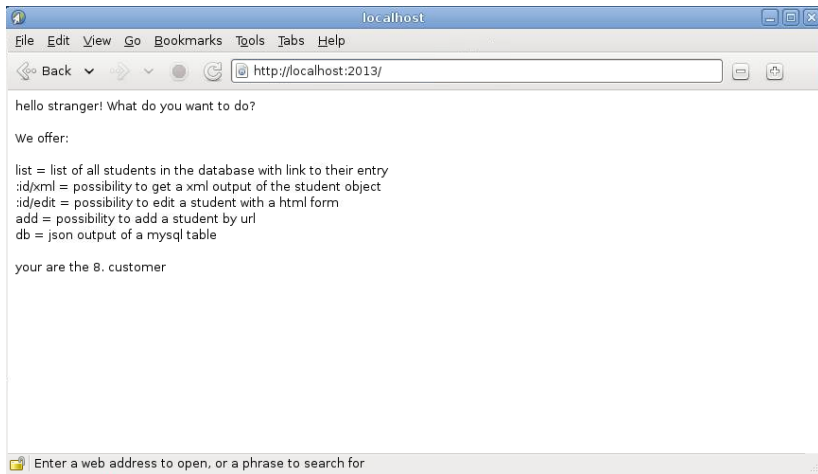 localhost
File Edit View Go Bookmarks Tools Tabs Help
Back http://localhost:2013/
hello stranger! What do you want to do?
We offer:
list = list of all students in the database with link to their entry
:id/xml = possibility to get a xml output of the student object
:id/edit = possibility to edit a student with a html form
add = possibility to add a student by url
db = json output of a mysql table
your are the 8. customer
Enter a web address to open, or a phrase to search for